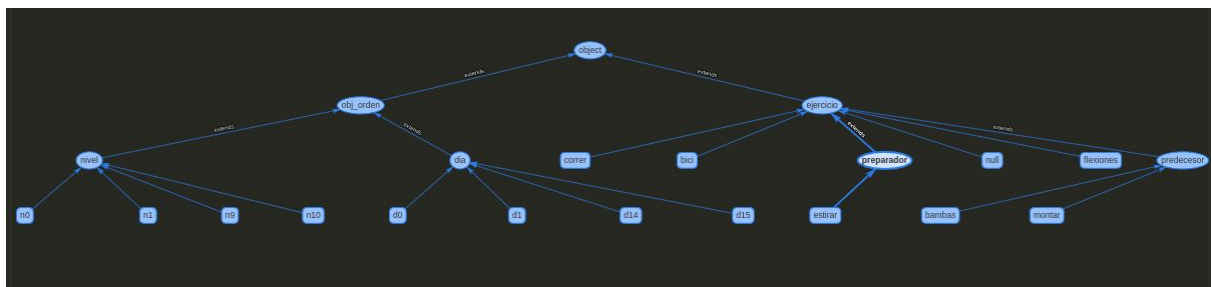 object
extends
extends
obj_orden
ejercicio
extends
extends
extends
extends
nivel
dia
correr
bici
preparador
null
flexiones
predecesor
n0
n1
n9
n10
d0
d1
d14
d15
estirar
bambas
montar